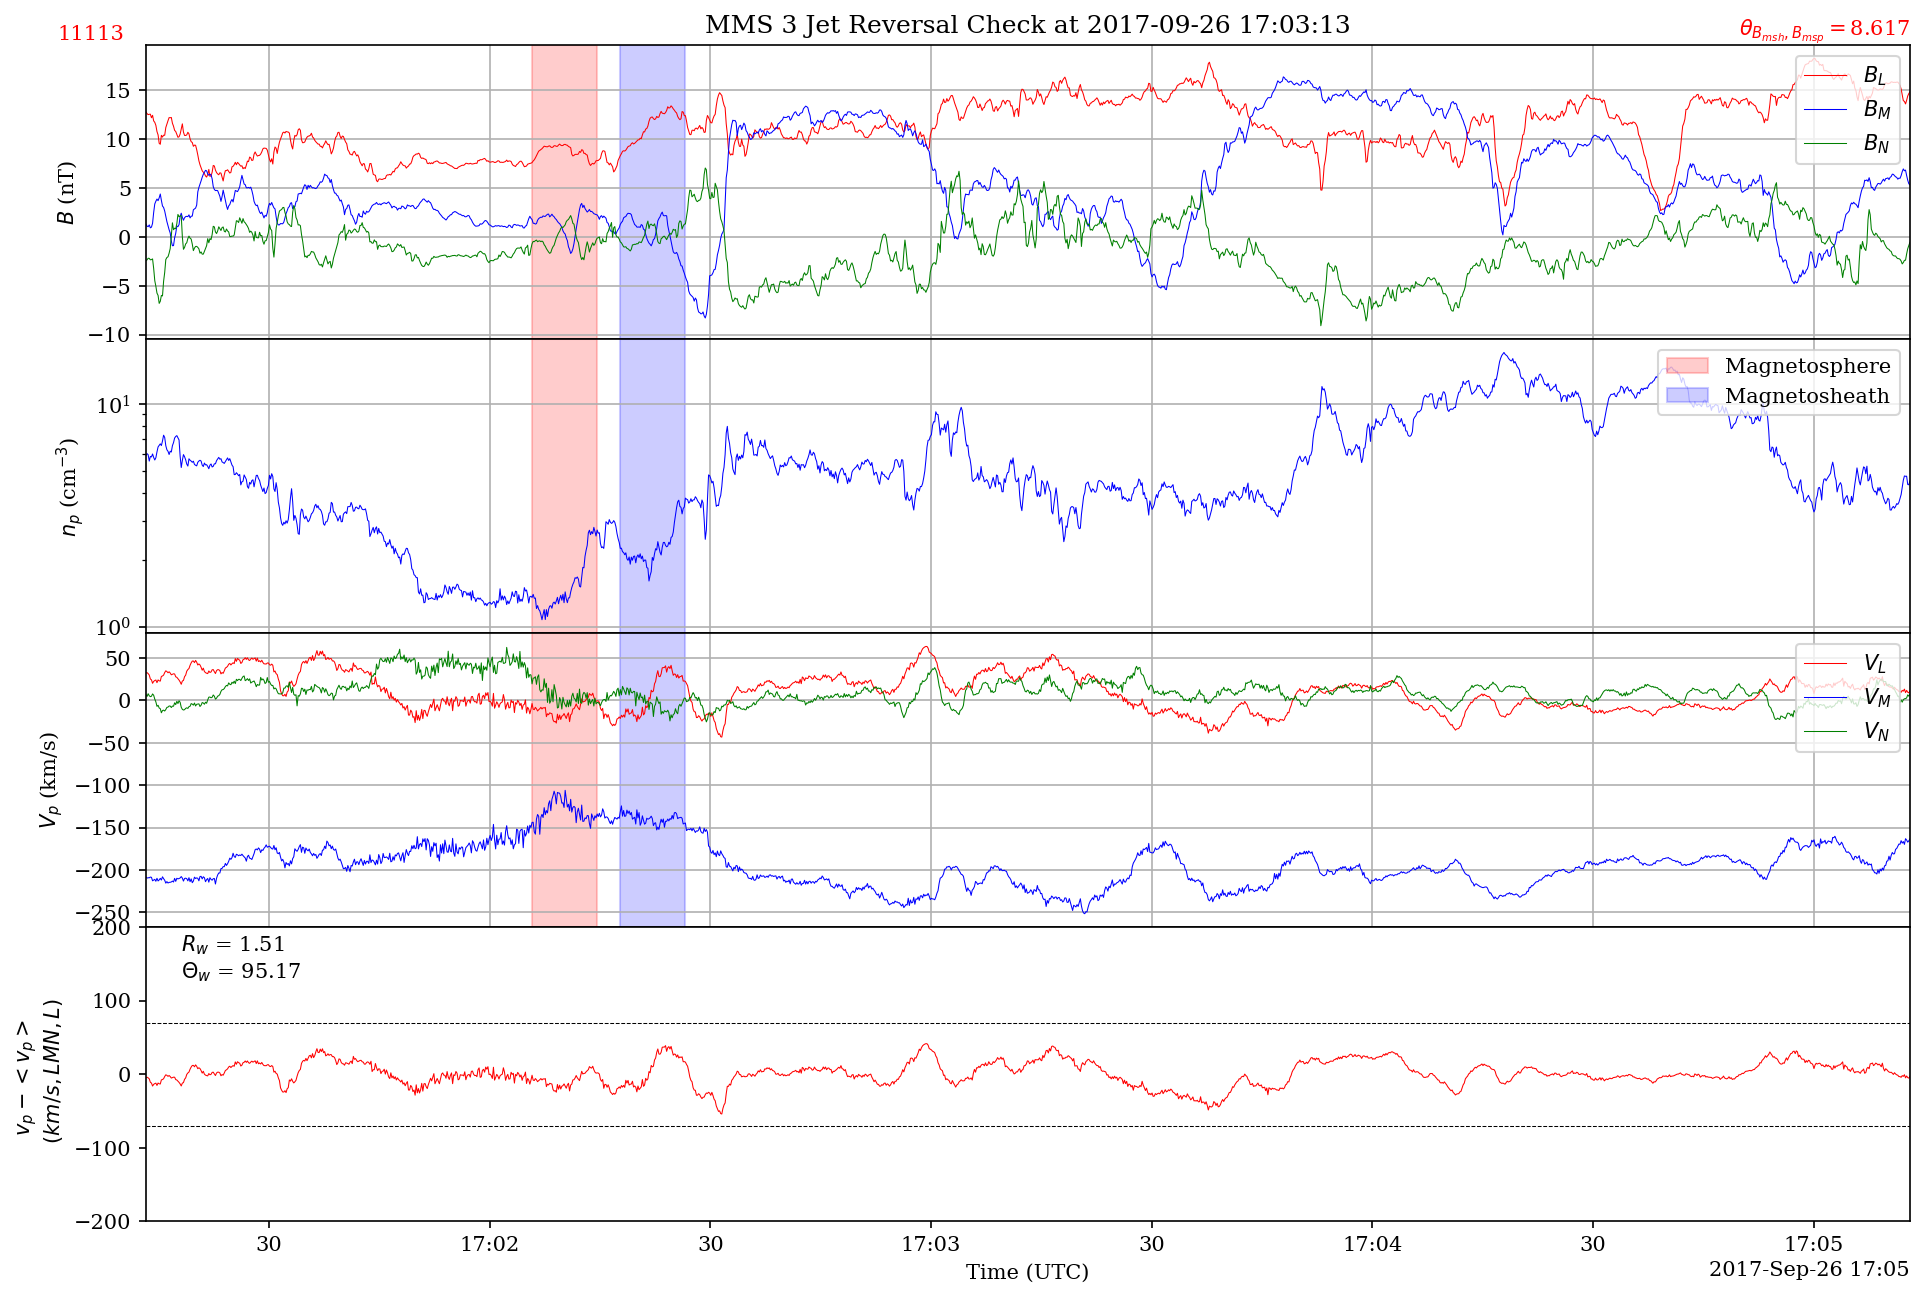 MMS 3 Jet Reversal Check at 2017-09-26 17:03:13
11113
θ_{B_{msh}, B_{msp}} = 8.617
B (nT)
15
10
5
0
−5
−10
B_L
B_M
B_N
n_p (cm^{−3})
10^1
10^0
Magnetosphere
Magnetosheath
V_p (km/s)
50
0
−50
−100
−150
−200
−250
V_L
V_M
V_N
v_p − < v_p >
(km/s, LMN, L)
200
100
0
−100
−200
R_w = 1.51
Θ_w = 95.17
30 17:02 30 17:03 30 17:04 30 17:05
Time (UTC)
2017-Sep-26 17:05